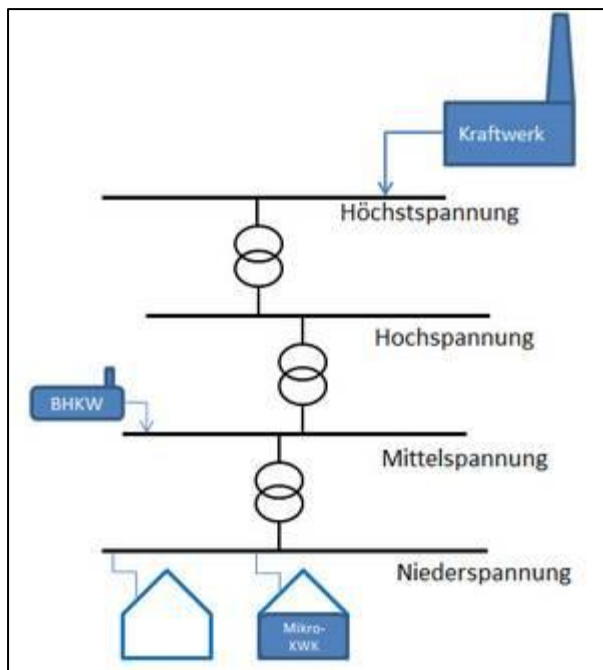 Kraftwerk
Höchstspannung
Hochspannung
BHKW
Mittelspannung
Niederspannung
Mikro-
KWK